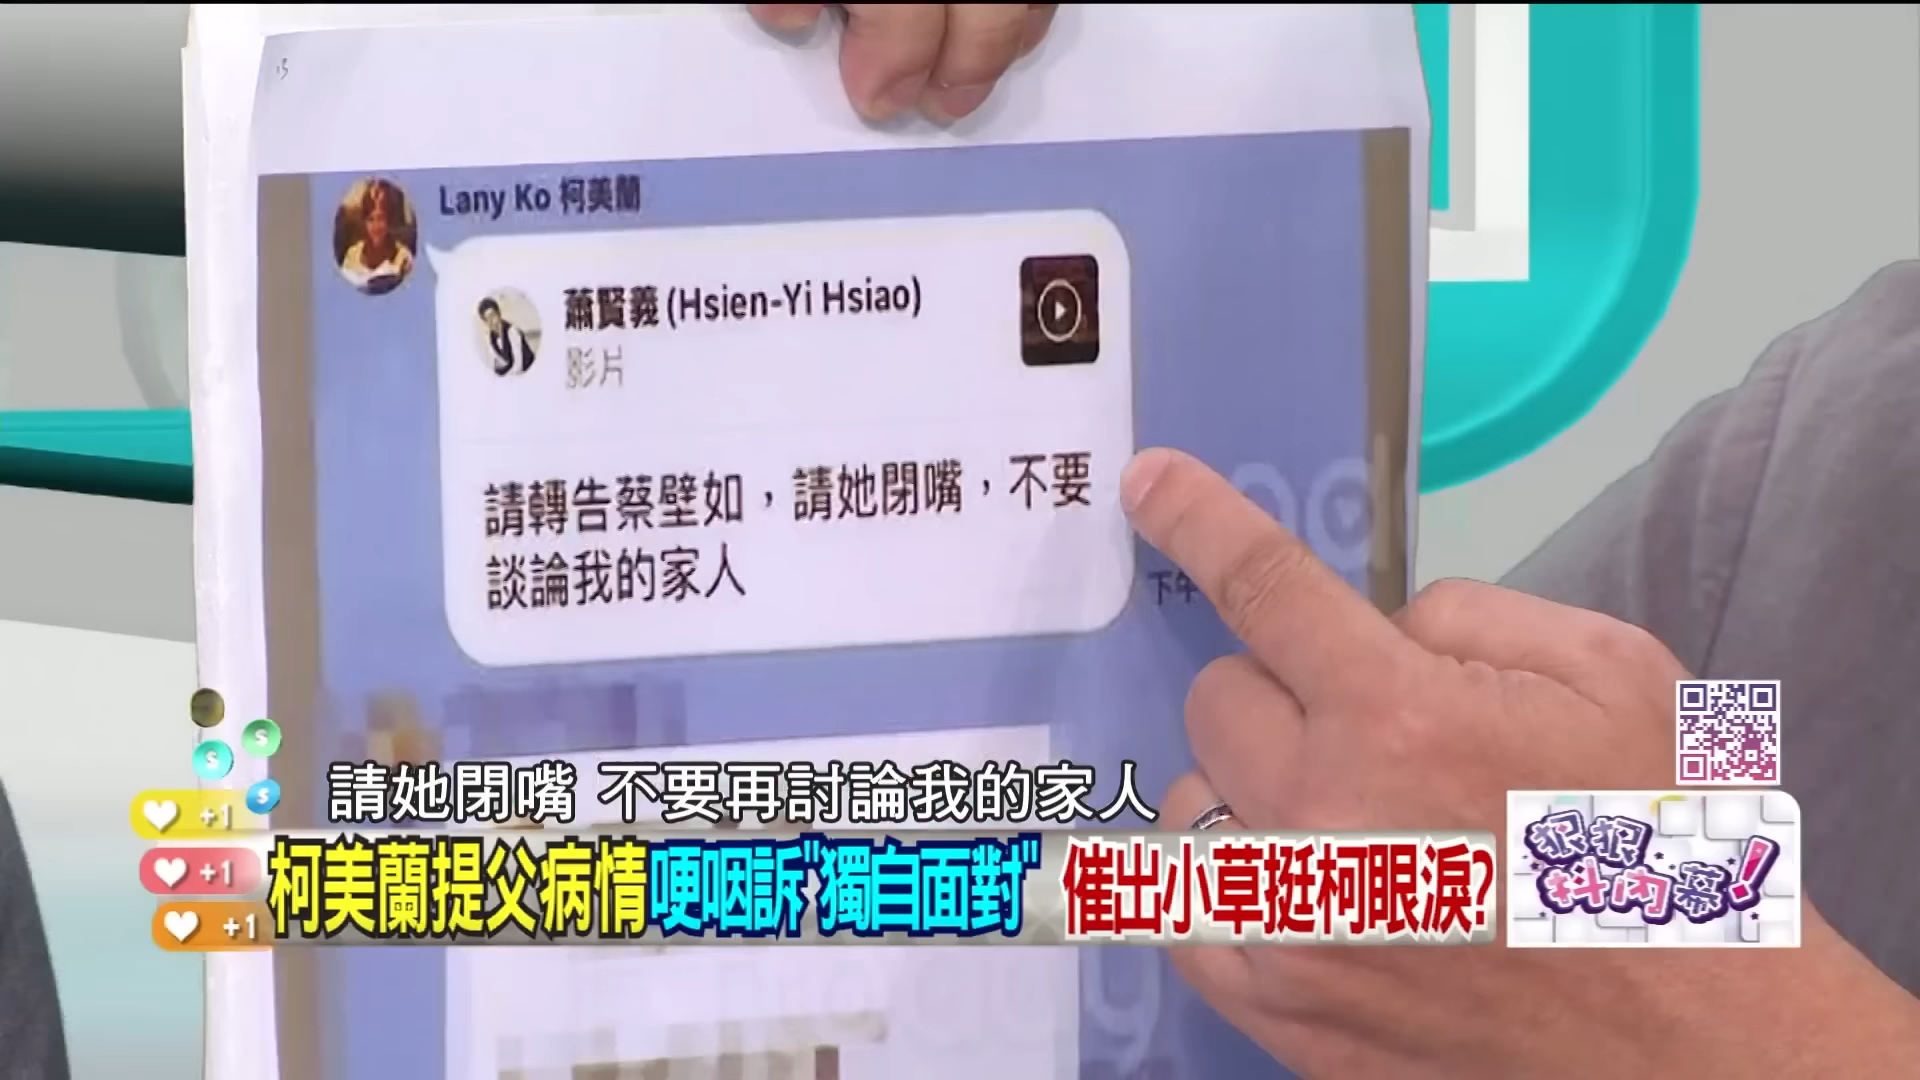 13
Lany Ko 柯美蘭
蕭賢義 (Hsien-Yi Hsiao)
影片
請轉告蔡壁如，請她閉嘴，不要
談論我的家人
下午
S
S
S
+1
+1
+1
請她閉嘴 不要再討論我的家人
柯美蘭提父病情哽咽訴"獨自面對" 催出小草挺柯眼淚?
狠狠
抖內幕!